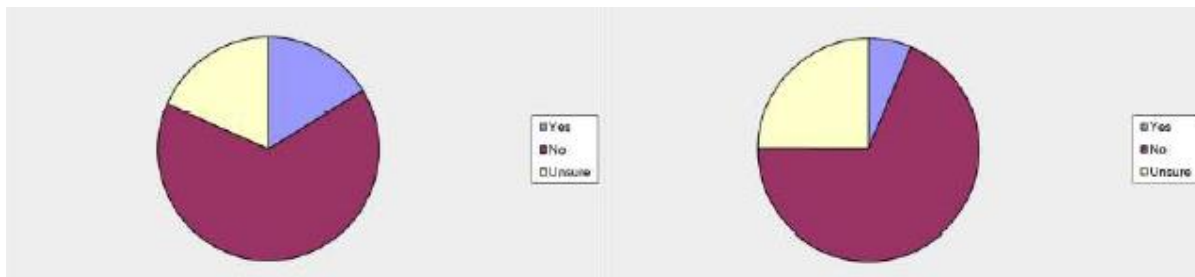 Yes
No
Unsure
Yes
No
Unsure